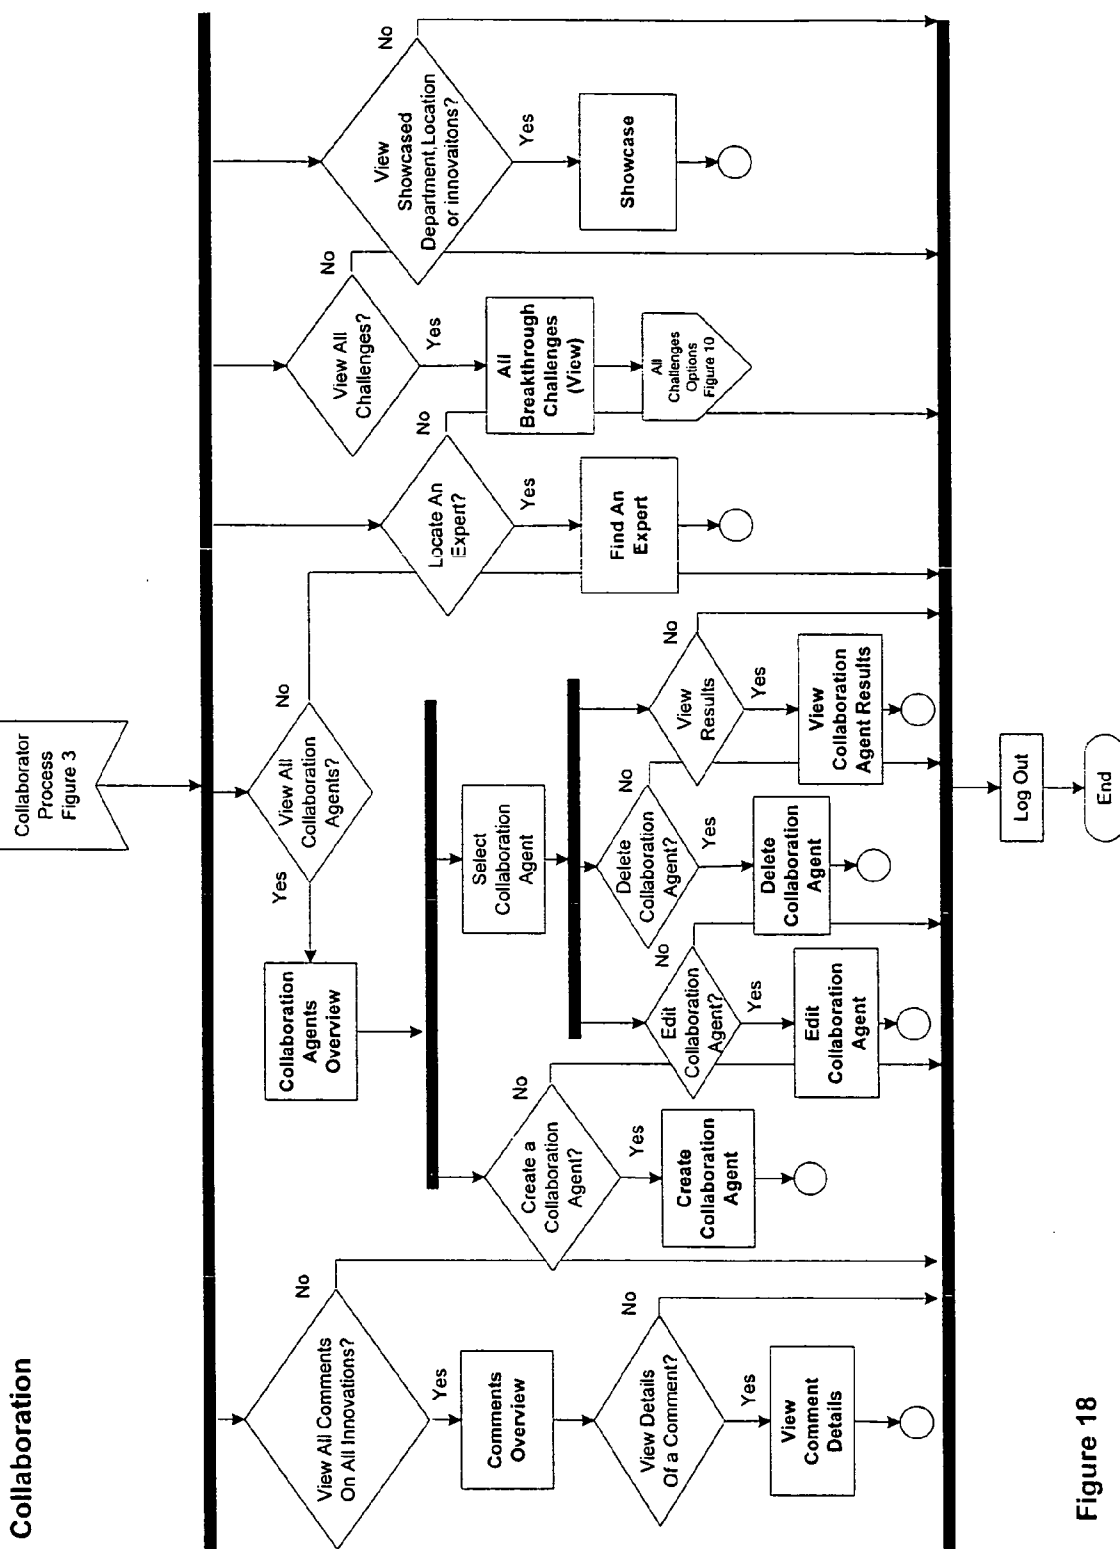 Collaboration
Collaborator
Process
Figure 3
View All Comments
On All Innovations?
No
Yes
Comments
Overview
View Details
Of a Comment?
No
Yes
View
Comment
Details
View All
Collaboration
Agents?
Yes
No
Collaboration
Agents
Overview
Create a
Collaboration
Agent?
No
Yes
Create
Collaboration
Agent
Select
Collaboration
Agent
Edit
Collaboration
Agent?
No
Yes
Edit
Collaboration
Agent
Delete
Collaboration
Agent?
No
Yes
Delete
Collaboration
Agent
View
Results
No
Yes
View
Collaboration
Agent Results
Locate An
Expert?
No
Yes
Find An
Expert
View All
Challenges?
No
Yes
All
Breakthrough
Challenges
(View)
All
Challenges
Options
Figure 10
View
Showcased
Department,Location
or innovaitons?
No
Yes
Showcase
Log Out
End
Figure 18